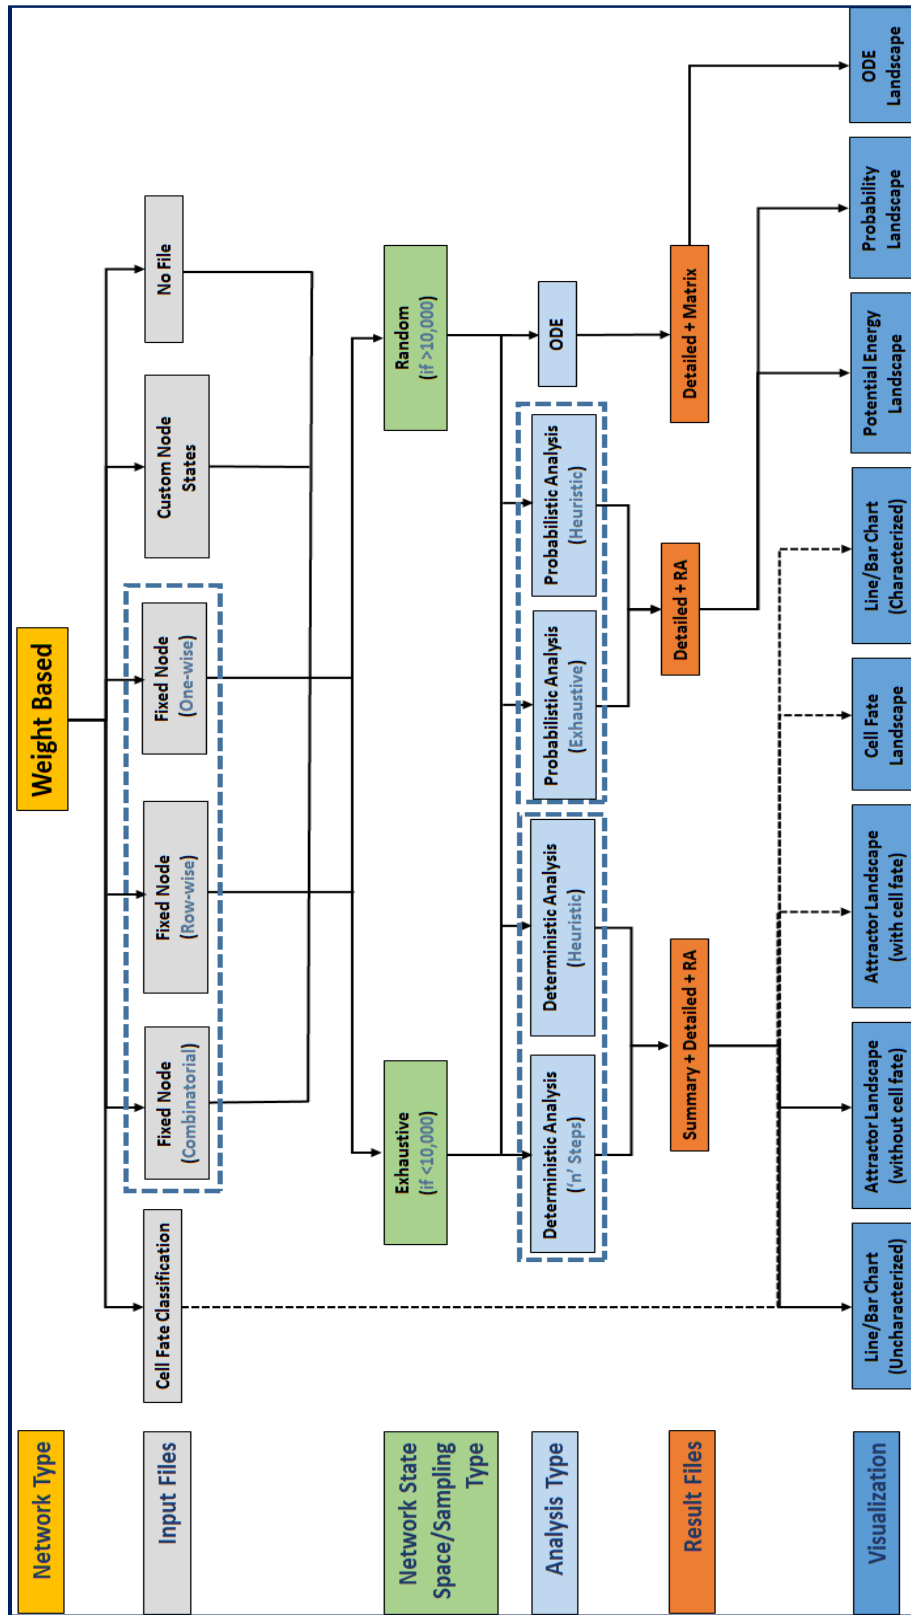 Network Type
Weight Based
Input Files
Cell Fate Classification
Fixed Node
(Combinatorial)
Fixed Node
(Row-wise)
Fixed Node
(One-wise)
Custom Node
States
No File
Network State
Space/Sampling
Type
Exhaustive
(if <10,000)
Random
(if >10,000)
Analysis Type
Deterministic Analysis
('n' Steps)
Deterministic Analysis
(Heuristic)
Probabilistic Analysis
(Exhaustive)
Probabilistic Analysis
(Heuristic)
ODE
Result Files
Summary + Detailed + RA
Detailed + RA
Detailed + Matrix
Visualization
Line/Bar Chart
(Uncharacterized)
Attractor Landscape
(without cell fate)
Attractor Landscape
(with cell fate)
Cell Fate
Landscape
Line/Bar Chart
(Characterized)
Potential Energy
Landscape
Probability
Landscape
ODE
Landscape